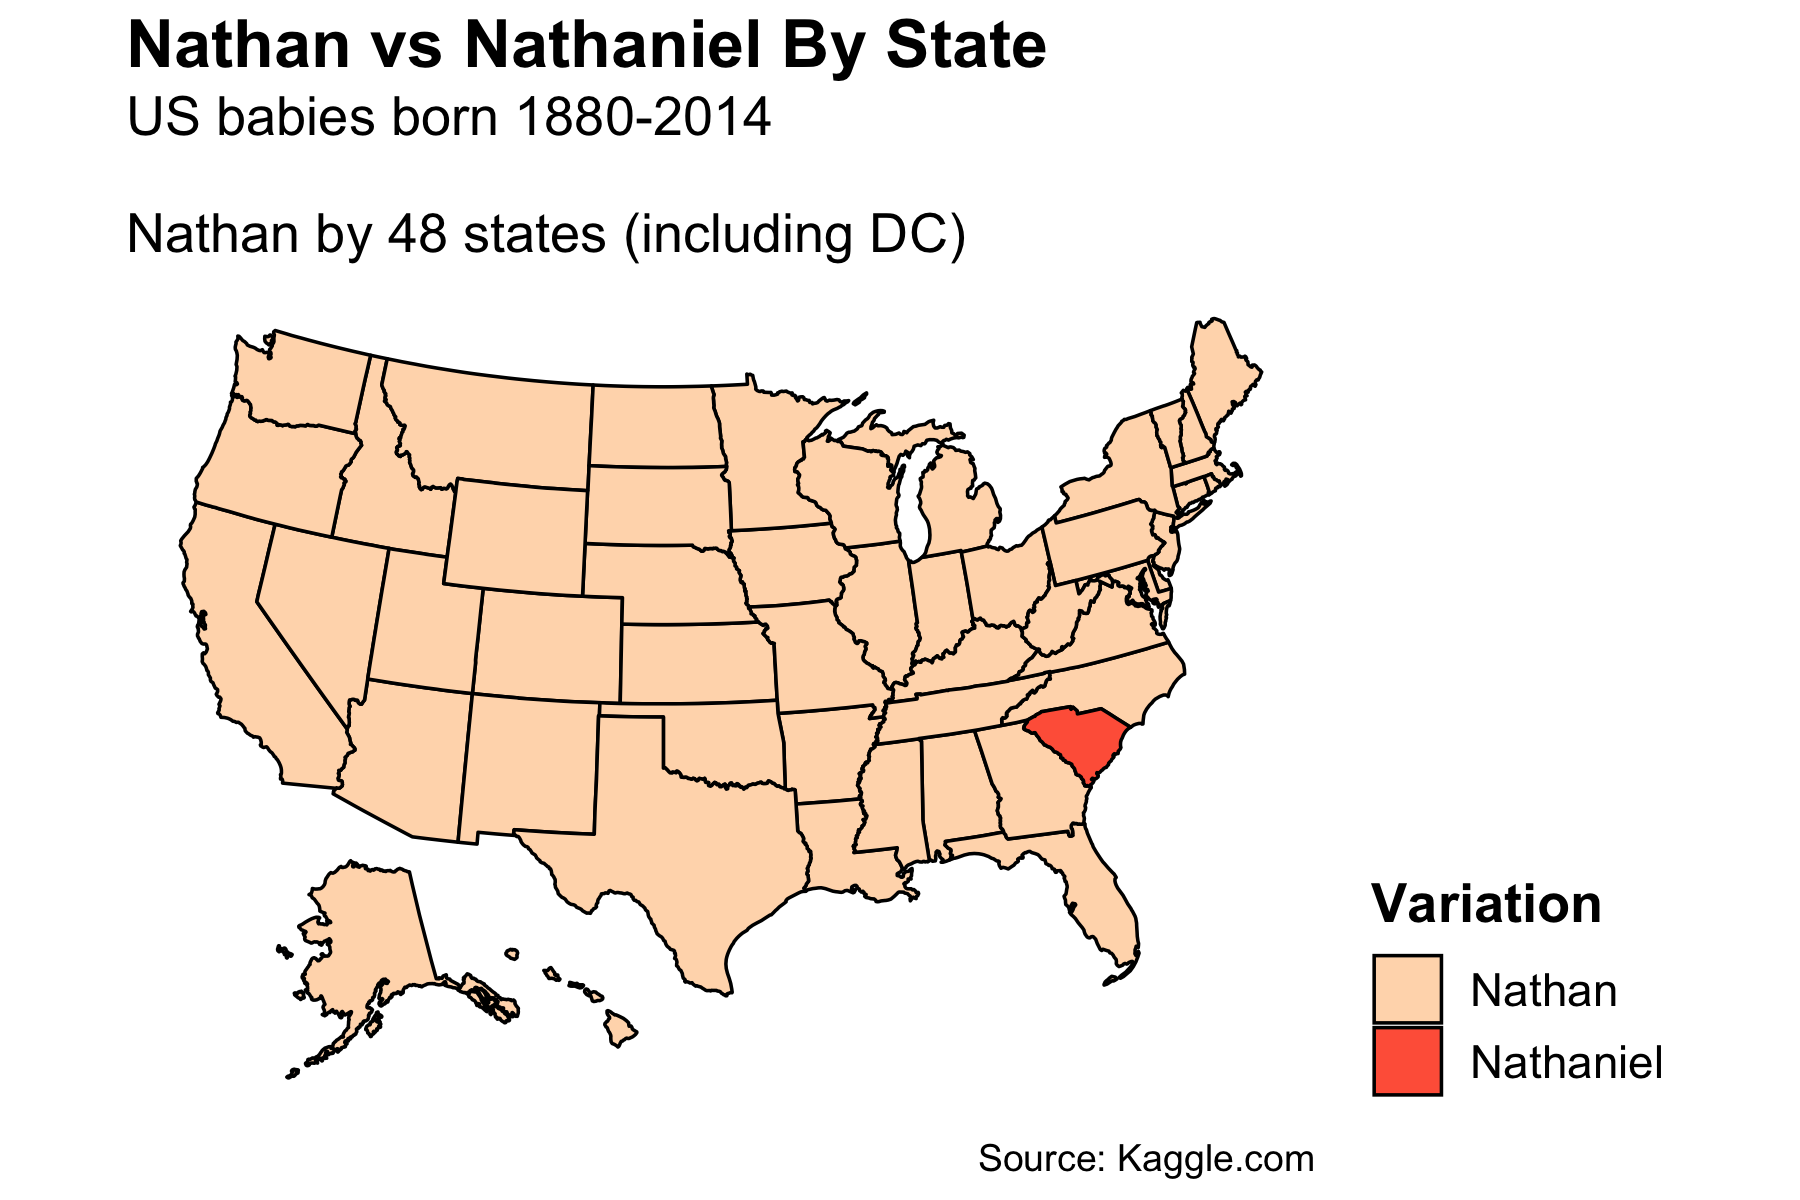 Nathan vs Nathaniel By State
US babies born 1880-2014
Nathan by 48 states (including DC)
Variation
Nathan
Nathaniel
Source: Kaggle.com